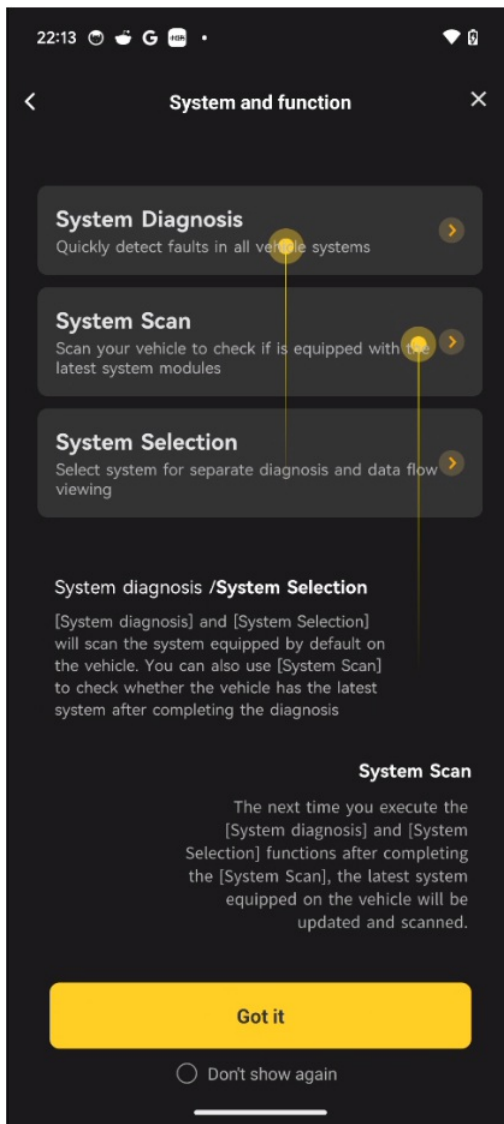 22:13
System and function
System Diagnosis
Quickly detect faults in all vehicle systems
System Scan
Scan your vehicle to check if is equipped with the
latest system modules
System Selection
Select system for separate diagnosis and data flow
viewing
System diagnosis /System Selection
[System diagnosis] and [System Selection]
will scan the system equipped by default on
the vehicle. You can also use [System Scan]
to check whether the vehicle has the latest
system after completing the diagnosis
System Scan
The next time you execute the
[System diagnosis] and [System
Selection] functions after completing
the [System Scan], the latest system
equipped on the vehicle will be
updated and scanned.
Got it
Don't show again